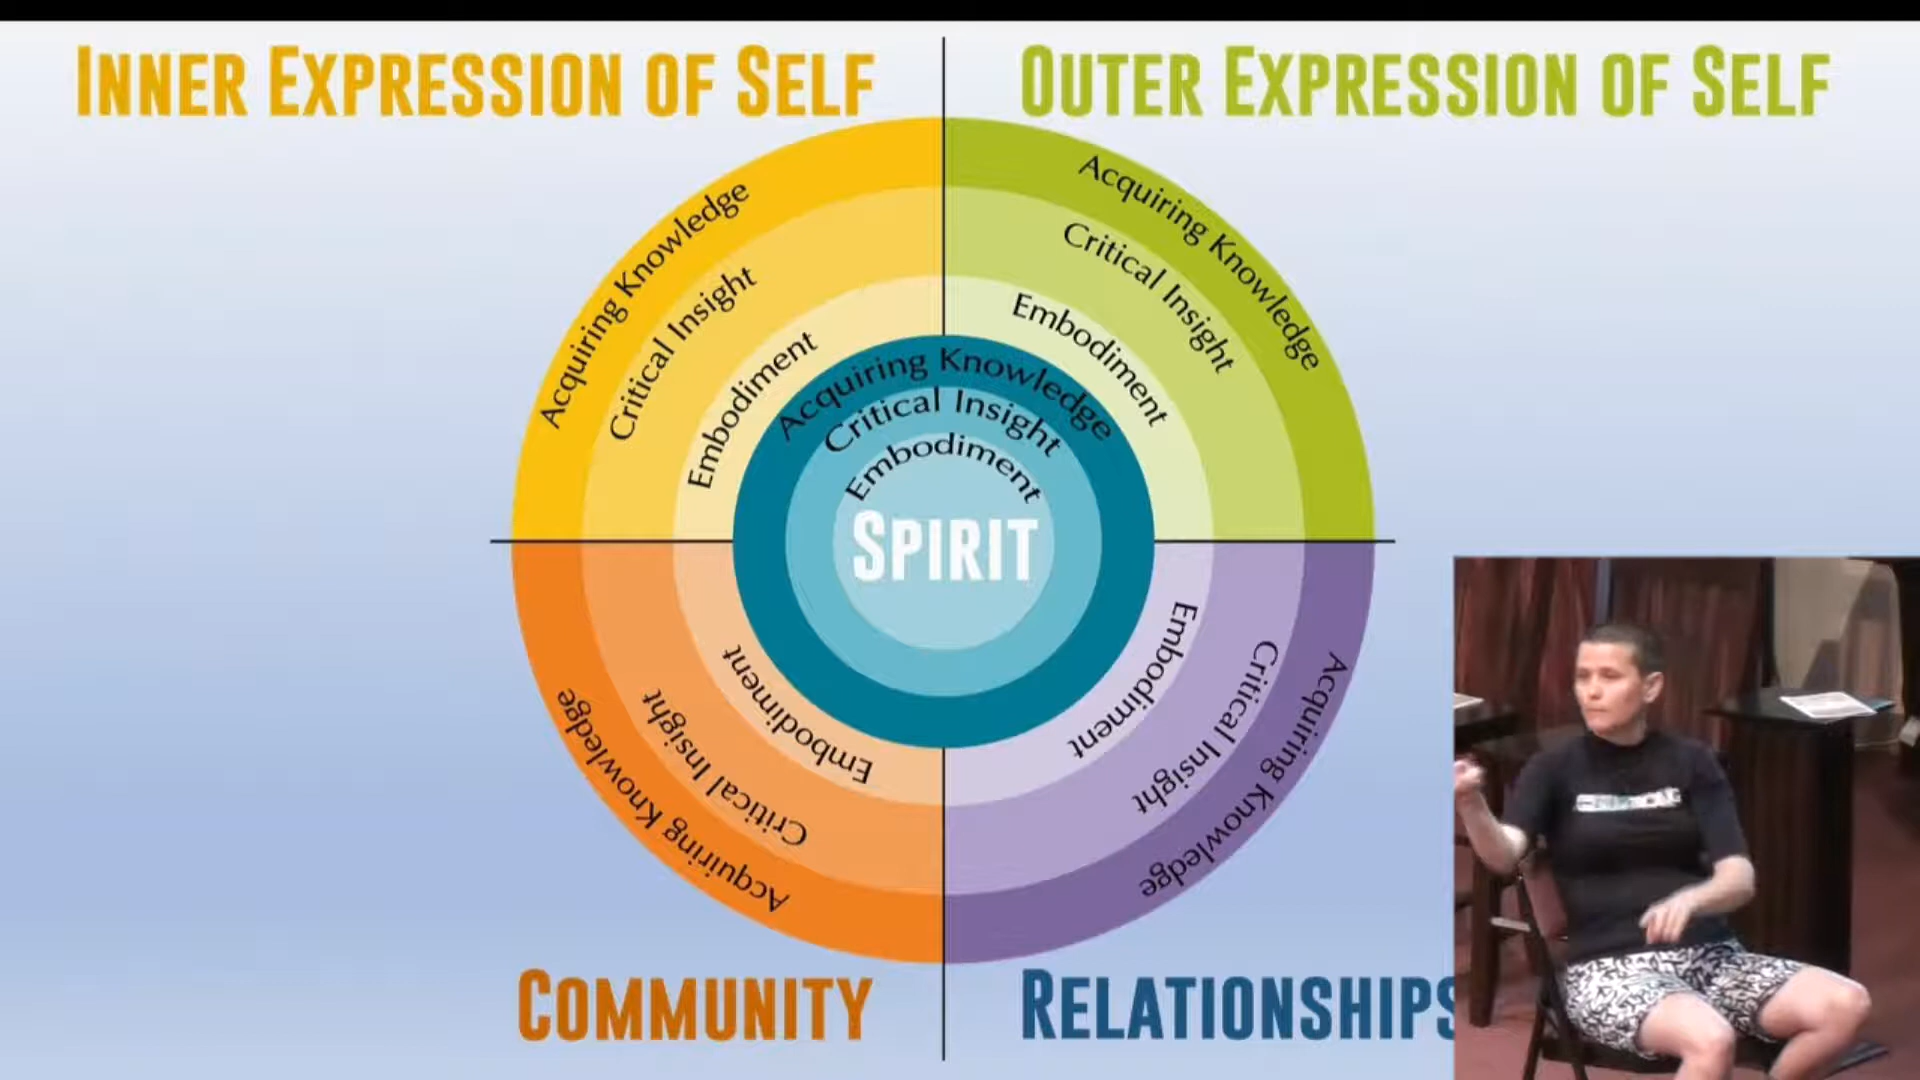 INNER EXPRESSION OF SELF
OUTER EXPRESSION OF SELF
Acquiring Knowledge
Critical Insight
Embodiment
Acquiring Knowledge
Critical Insight
Embodiment
Acquiring Knowledge
Critical Insight
Embodiment
SPIRIT
Embodiment
Critical Insight
Acquiring Knowledge
Embodiment
Critical Insight
Acquiring Knowledge
COMMUNITY
RELATIONSHIPS